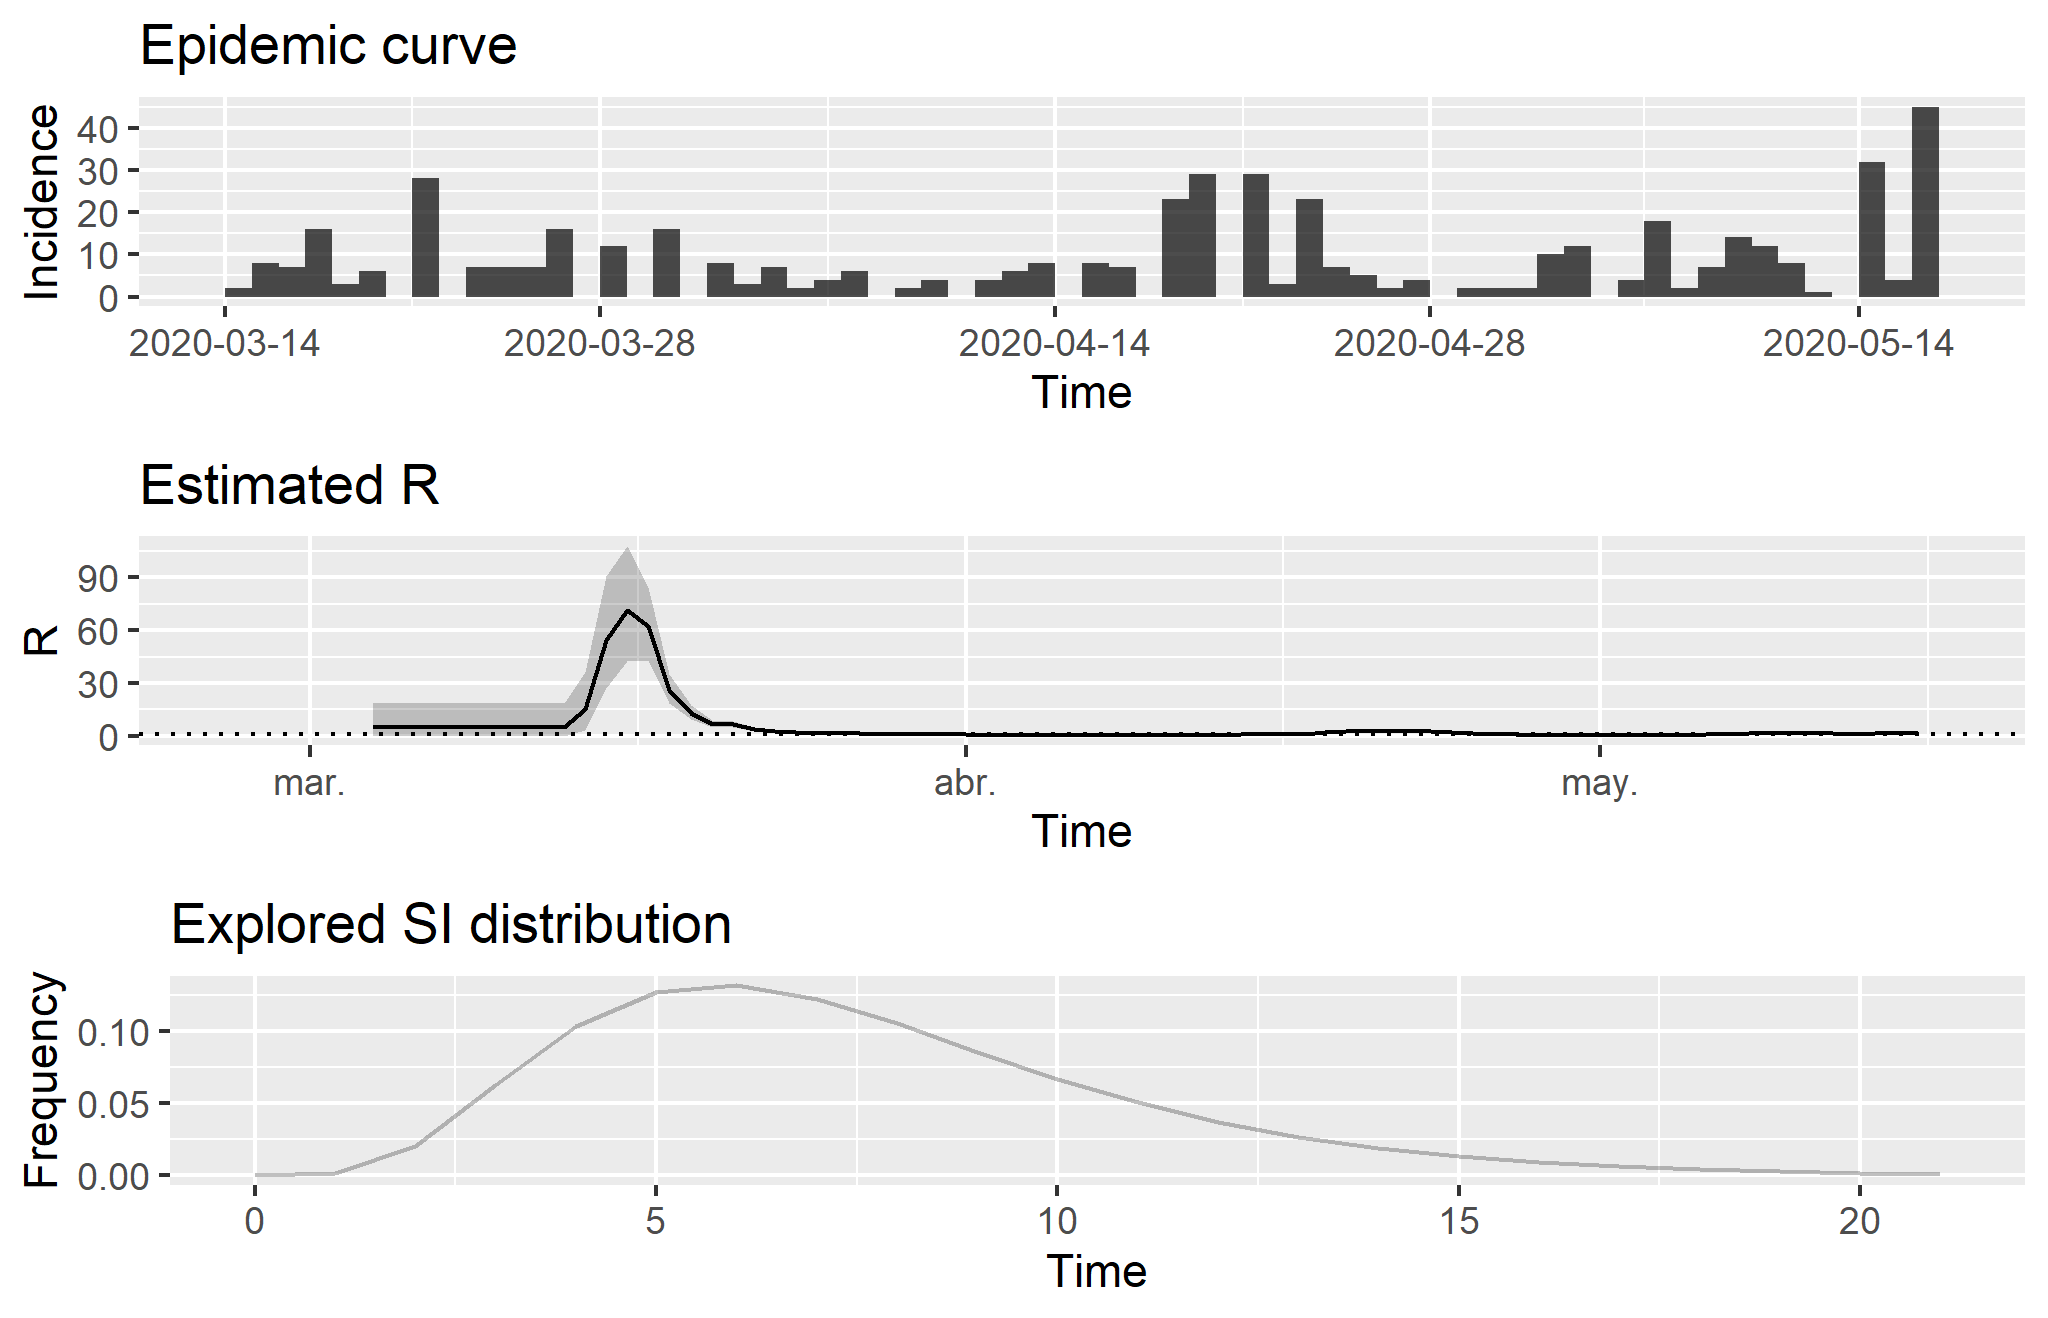 Epidemic curve
Incidence
40
30
20
10
0
2020-03-14 2020-03-28 2020-04-14 2020-04-28 2020-05-14
Time
Estimated R
R
90
60
30
0
mar. abr. may.
Time
Explored SI distribution
Frequency
0.10
0.05
0.00
0 5 10 15 20
Time